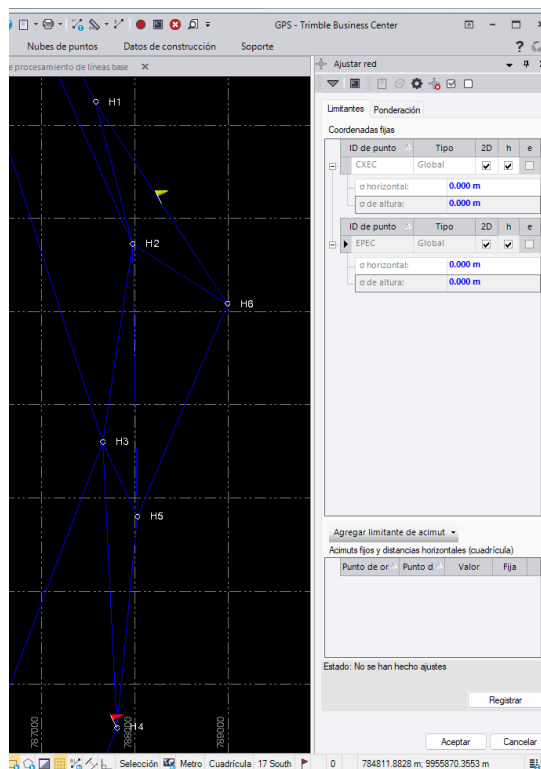 GPS - Trimble Business Center
Nubes de puntos Datos de construcción Soporte
e procesamiento de líneas base
Ajustar red
Limitantes Ponderación
Coordenadas fijas
ID de punto Tipo 2D h e
CXEC Global
σ horizontal: 0.000 m
σ de altura: 0.000 m
ID de punto Tipo 2D h e
EPEC Global
σ horizontal: 0.000 m
σ de altura: 0.000 m
H1
H2
H6
H3
H5
H4
787000
788000
789000
Agregar limitante de acimut
Acimuts fijos y distancias horizontales (cuadrícula)
Punto de or Punto d Valor Fija
Estado: No se han hecho ajustes
Registrar
Aceptar Cancelar
Selección Metro Cuadrícula 17 South 0 784811.8828 m; 9955870.3553 m